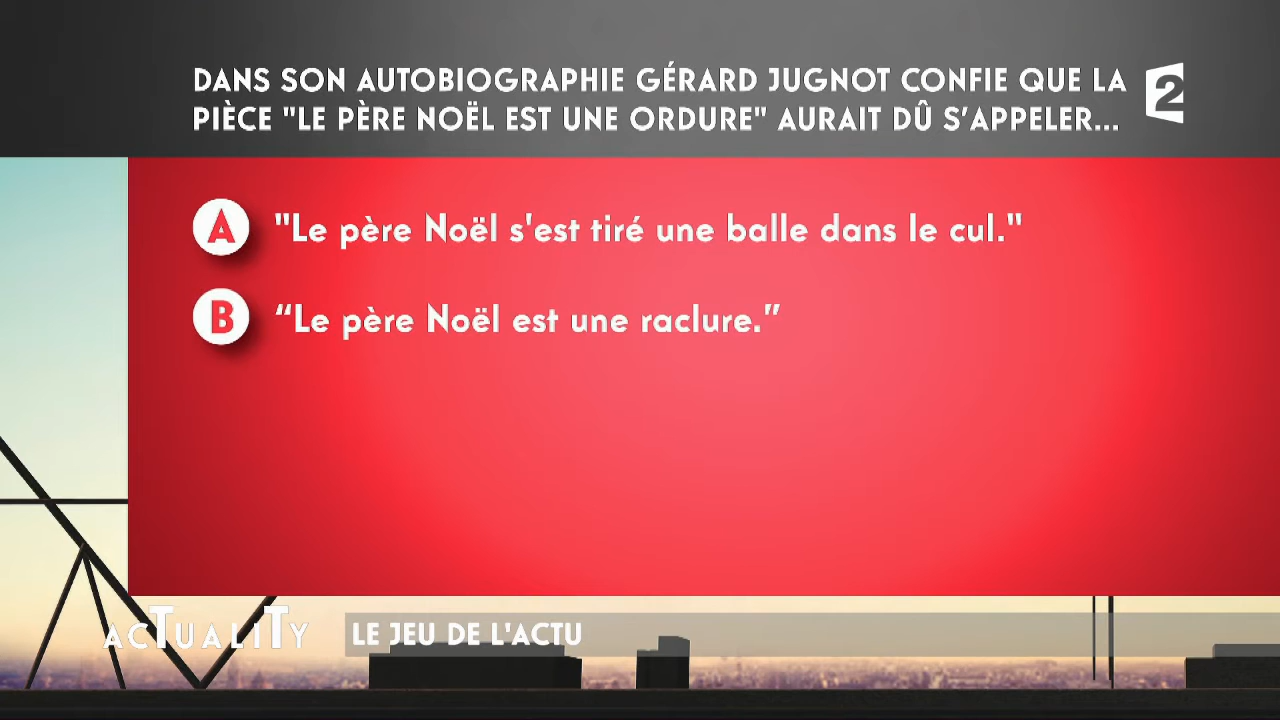 DANS SON AUTOBIOGRAPHIE GÉRARD JUGNOT CONFIE QUE LA
PIÈCE "LE PÈRE NOËL EST UNE ORDURE" AURAIT DÛ S’APPELER...
2
A "Le père Noël s'est tiré une balle dans le cul."
B “Le père Noël est une raclure.”
ACTUALITY LE JEU DE L'ACTU